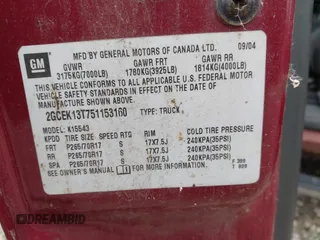 GM
MFD BY GENERAL MOTORS OF CANADA LTD. 09/04
GVWR GAWR FRT GAWR RR
3175KG(7000LB) 1780KG(3925LB) 1814KG(4000LB)
THIS VEHICLE CONFORMS TO ALL APPLICABLE U.S. FEDERAL MOTOR
VEHICLE SAFETY STANDARDS IN EFFECT ON THE DATE OF
MANUFACTURE SHOWN ABOVE.
2GCEK13T751153160 TYPE: TRUCK
MODEL: K15543
TIRE SIZE SPEED RTG RIM COLD TIRE PRESSURE
FRT P265/70R17 S 17X7.5J 240KPA(35PSI)
RR P265/70R17 S 17X7.5J 240KPA(35PSI)
SPA P265/70R17 S 17X7.5J 240KPA(35PSI)
SEE OWNER'S MANUAL FOR MORE INFORMATION.
DREAMBID